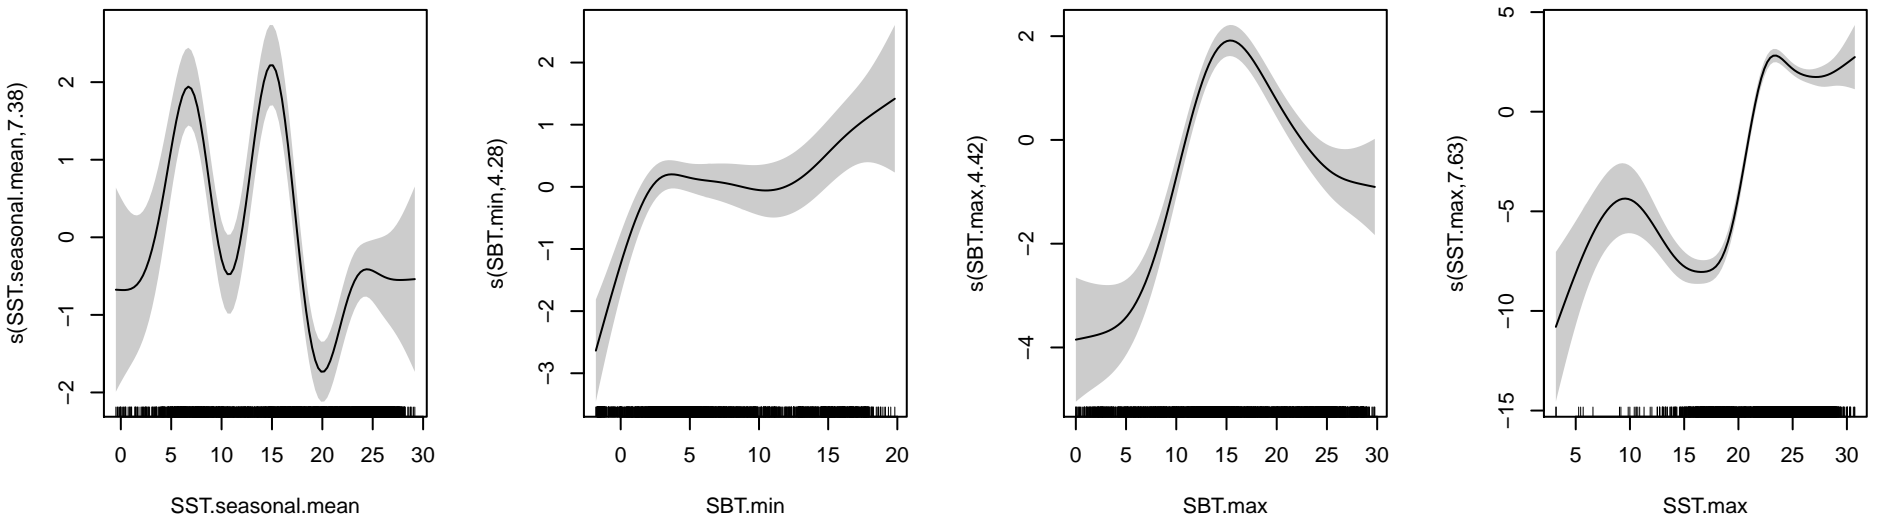 s(SST.seasonal.mean,7.38)
2
1
0
−1
−2
0 5 10 15 20 25 30
SST.seasonal.mean
s(SBT.min,4.28)
2
1
0
−1
−2
−3
0 5 10 15 20
SBT.min
s(SBT.max,4.42)
2
0
−2
−4
0 5 10 15 20 25 30
SBT.max
s(SST.max,7.63)
5
0
−5
−10
−15
5 10 15 20 25 30
SST.max